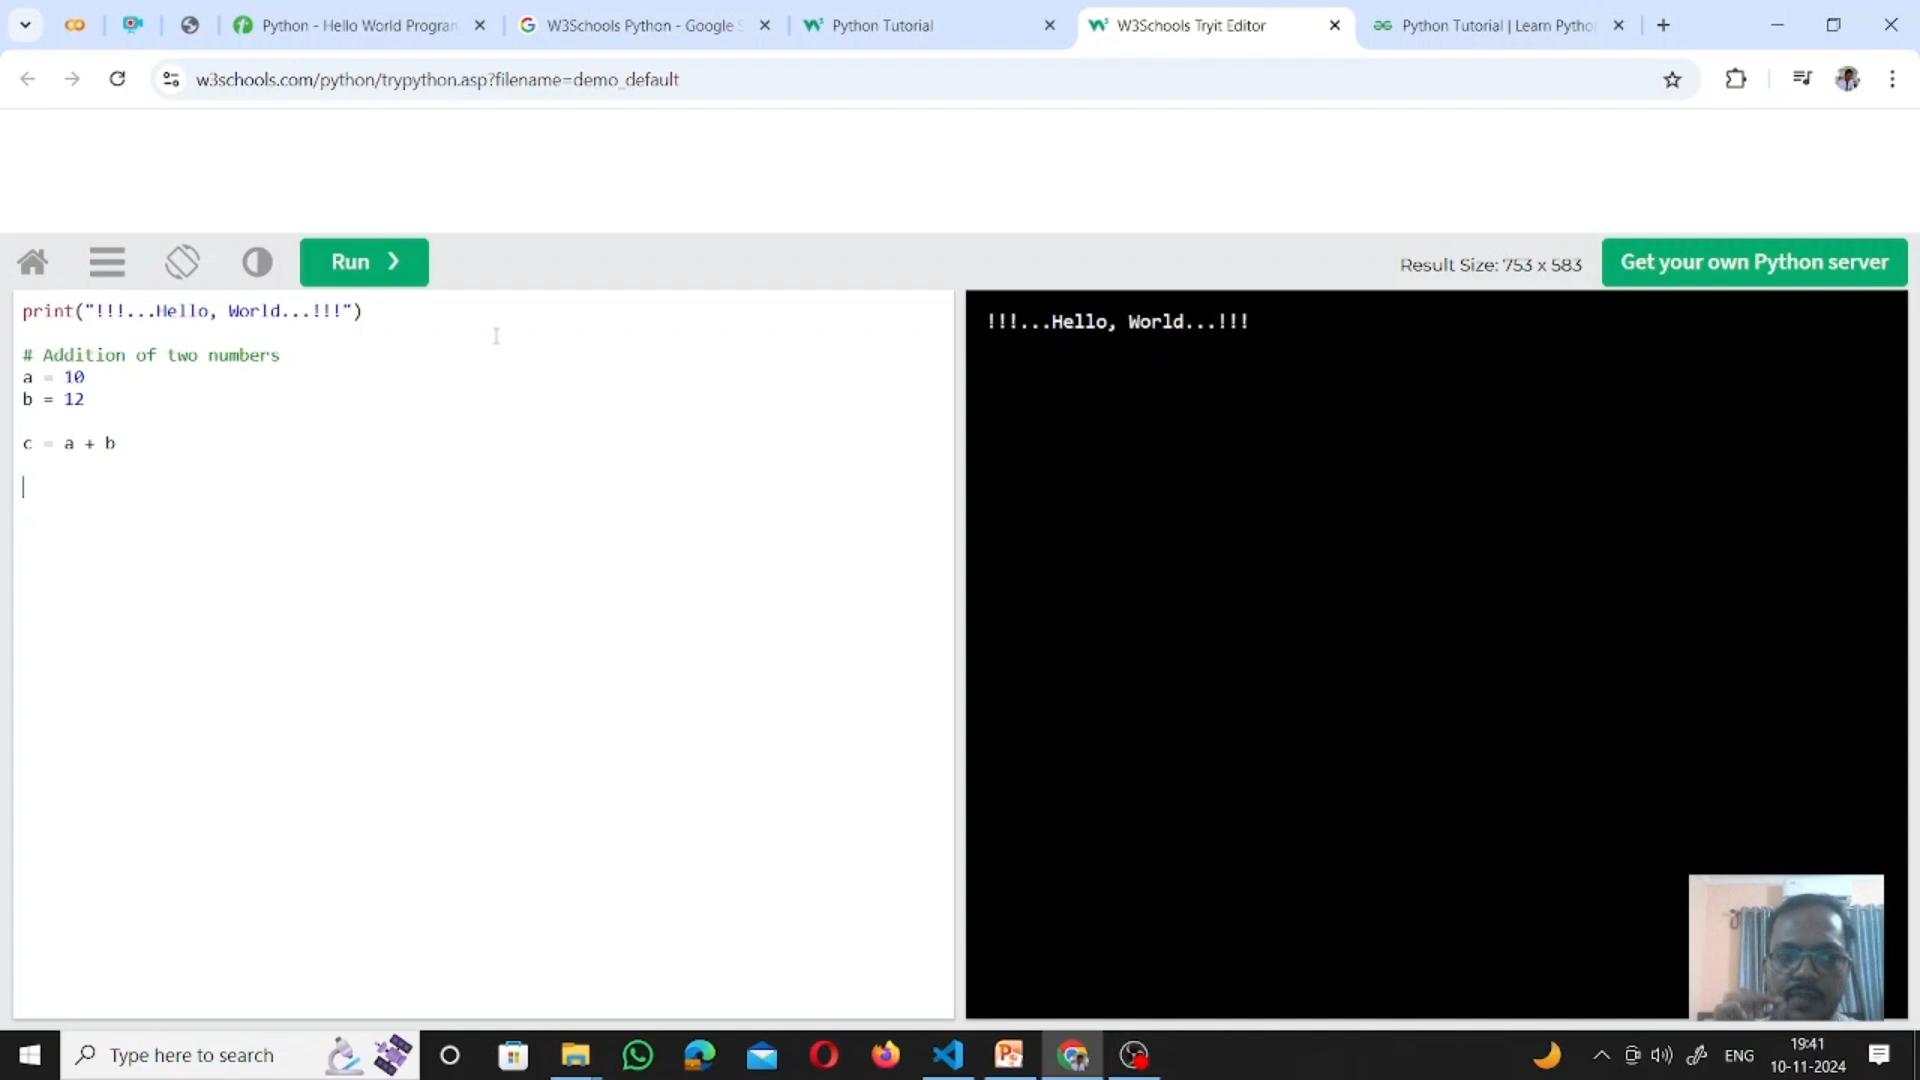 Python - Hello World Progran
W3Schools Python - Google S
Python Tutorial
W3Schools Tryit Editor
Python Tutorial | Learn Pytho
w3schools.com/python/trypython.asp?filename=demo_default
Run
Result Size: 753 x 583
Get your own Python server
print("!!!...Hello, World...!!!")
# Addition of two numbers
a = 10
b = 12
c = a + b
!!!...Hello, World...!!!
Type here to search
ENG
19:41
10-11-2024